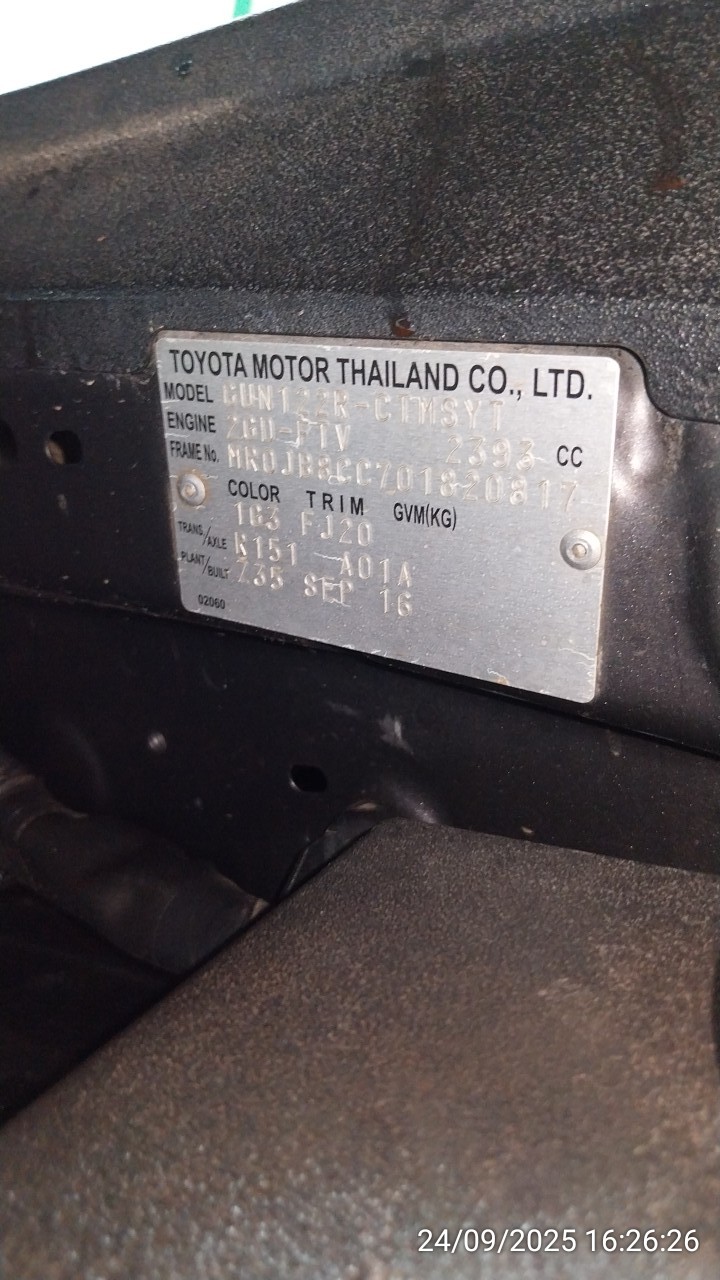 TOYOTA MOTOR THAILAND CO., LTD.
MODEL GUN122R-CTMSYT
ENGINE 2GD-FTV 2393 CC
FRAME No. MR0JB8CC701820817
COLOR TRIM GVM(KG)
1G3 FJ20
TRANS/AXLE R151 A01A
PLANT/BUILT Z35 SEP 16
02060
24/09/2025 16:26:26